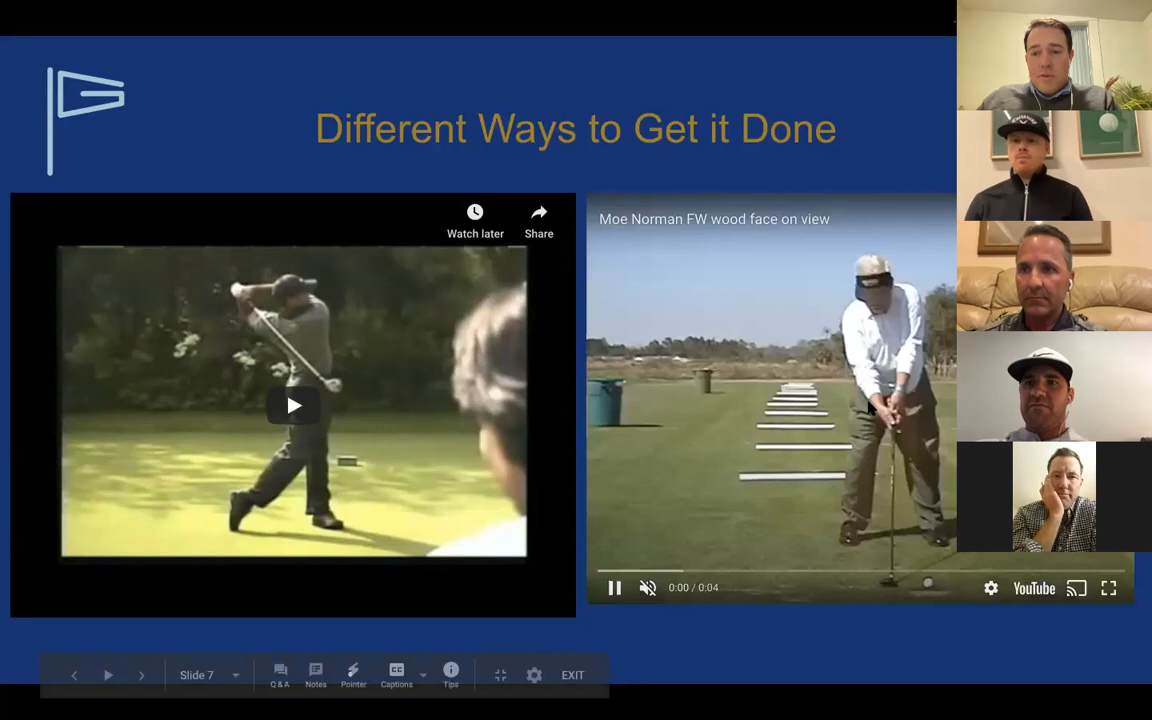 Different Ways to Get it Done
Watch later
Share
Moe Norman FW wood face on view
0:00 / 0:04
YouTube
Slide 7
Q & A
Notes
Pointer
CC
Captions
Tips
EXIT